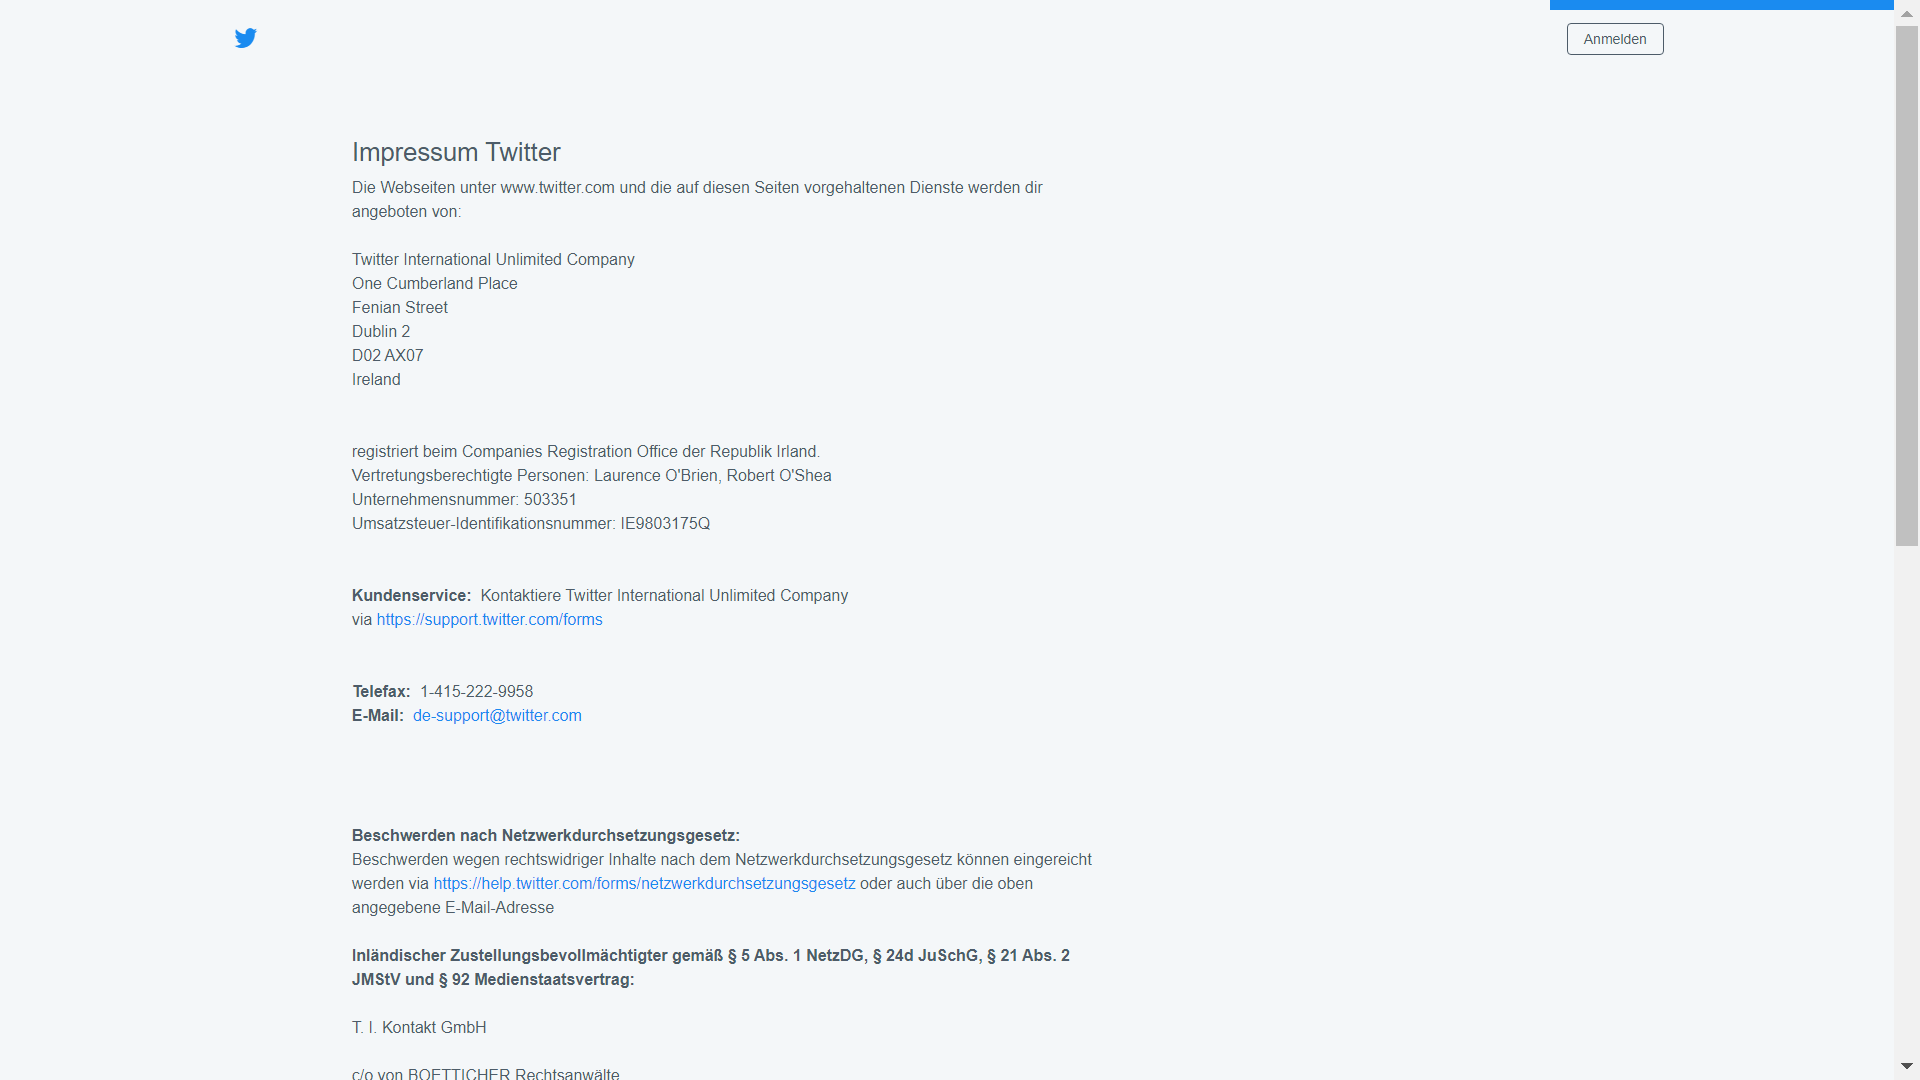 Anmelden
Impressum Twitter
Die Webseiten unter www.twitter.com und die auf diesen Seiten vorgehaltenen Dienste werden dir
angeboten von:
Twitter International Unlimited Company
One Cumberland Place
Fenian Street
Dublin 2
D02 AX07
Ireland
registriert beim Companies Registration Office der Republik Irland.
Vertretungsberechtigte Personen: Laurence O'Brien, Robert O'Shea
Unternehmensnummer: 503351
Umsatzsteuer-Identifikationsnummer: IE9803175Q
Kundenservice: Kontaktiere Twitter International Unlimited Company
via https://support.twitter.com/forms
Telefax: 1-415-222-9958
E-Mail: de-support@twitter.com
Beschwerden nach Netzwerkdurchsetzungsgesetz:
Beschwerden wegen rechtswidriger Inhalte nach dem Netzwerkdurchsetzungsgesetz können eingereicht
werden via https://help.twitter.com/forms/netzwerkdurchsetzungsgesetz oder auch über die oben
angegebene E-Mail-Adresse
Inländischer Zustellungsbevollmächtigter gemäß § 5 Abs. 1 NetzDG, § 24d JuSchG, § 21 Abs. 2
JMStV und § 92 Medienstaatsvertrag:
T. I. Kontakt GmbH
c/o von BOETTICHER Rechtsanwälte